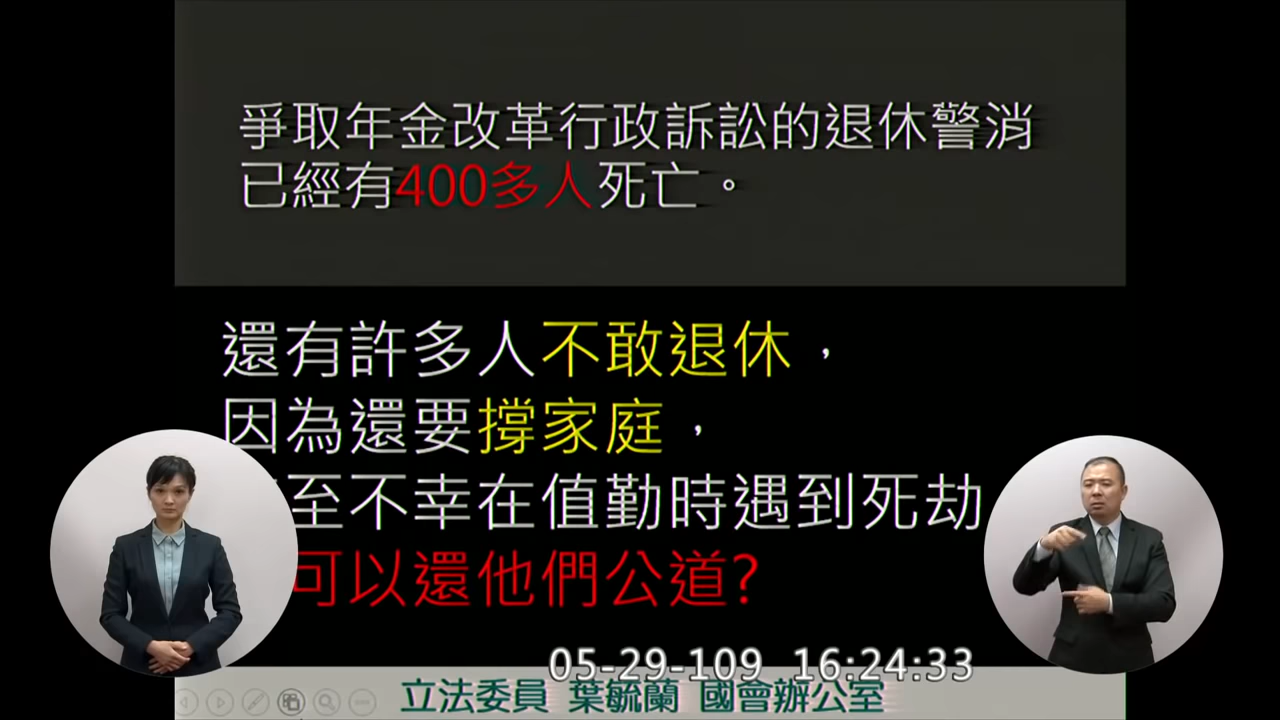 爭取年金改革行政訴訟的退休警消
已經有400多人死亡。
還有許多人不敢退休，
因為還要撐家庭，
至不幸在值勤時遇到死劫
可以還他們公道?
05-29-109 16:24:33
立法委員 葉毓蘭 國會辦公室